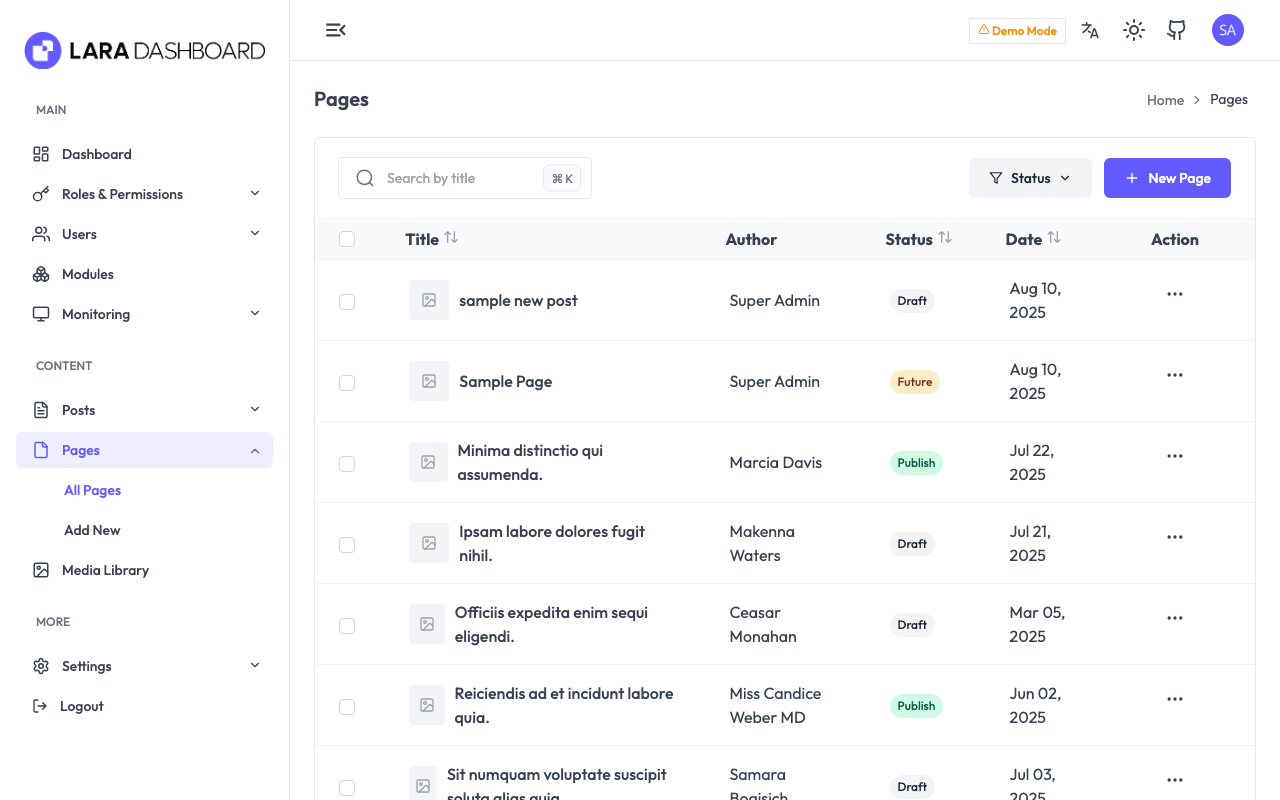 LARA DASHBOARD
MAIN
Dashboard
Roles & Permissions
Users
Modules
Monitoring
CONTENT
Posts
Pages
All Pages
Add New
Media Library
MORE
Settings
Logout
Demo Mode
SA
Pages
Home
Pages
Search by title
⌘ K
Status
New Page
Title
Author
Status
Date
Action
sample new post
Super Admin
Draft
Aug 10,
2025
Sample Page
Super Admin
Future
Aug 10,
2025
Minima distinctio qui
assumenda.
Marcia Davis
Publish
Jul 22,
2025
Ipsam labore dolores fugit
nihil.
Makenna
Waters
Draft
Jul 21,
2025
Officiis expedita enim sequi
eligendi.
Ceasar
Monahan
Draft
Mar 05,
2025
Reiciendis ad et incidunt labore
quia.
Miss Candice
Weber MD
Publish
Jun 02,
2025
Sit numquam voluptate suscipit
soluta alias quia
Samara
Bogisich
Draft
Jul 03,
2025